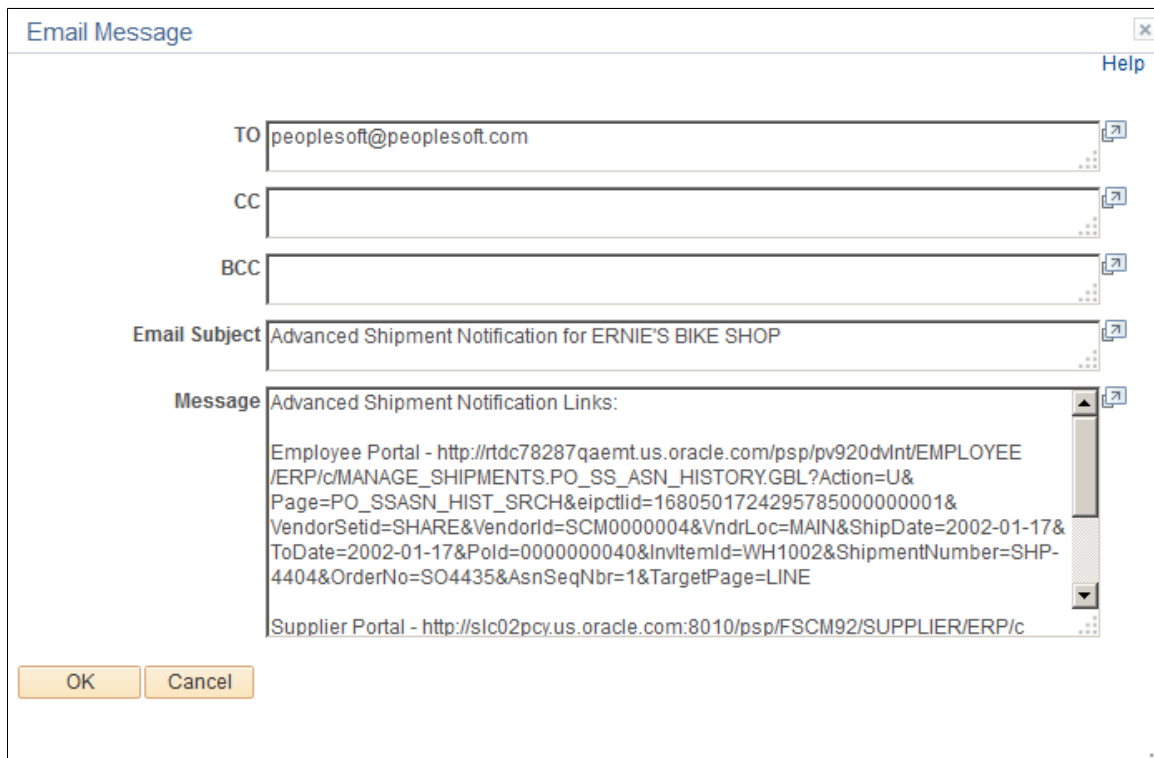 Email Message
Help
TO peoplesoft@peoplesoft.com
CC
BCC
Email Subject Advanced Shipment Notification for ERNIE'S BIKE SHOP
Message Advanced Shipment Notification Links:
Employee Portal - http://rtdc78287qaemt.us.oracle.com/psp/pv920dvlnt/EMPLOYEE
/ERP/c/MANAGE_SHIPMENTS.PO_SS_ASN_HISTORY.GBL?Action=U&
Page=PO_SSASN_HIST_SRCH&eipctlid=1680501724295785000000001&
VendorSetid=SHARE&VendorId=SCM0000004&VndrLoc=MAIN&ShipDate=2002-01-17&
ToDate=2002-01-17&PoId=0000000040&InvItemId=WH1002&ShipmentNumber=SHP-
4404&OrderNo=SO4435&AsnSeqNbr=1&TargetPage=LINE
Supplier Portal - http://slc02pcy.us.oracle.com:8010/psp/FSCM92/SUPPLIER/ERP/c
OK Cancel